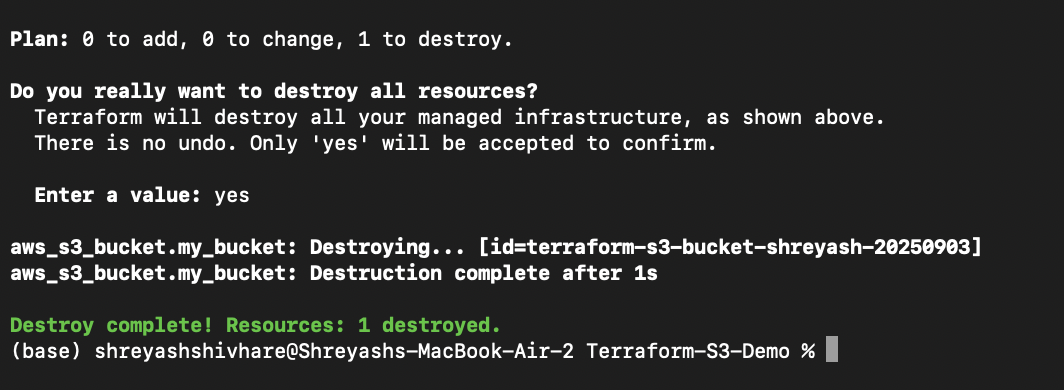 Plan: 0 to add, 0 to change, 1 to destroy.
Do you really want to destroy all resources?
Terraform will destroy all your managed infrastructure, as shown above.
There is no undo. Only 'yes' will be accepted to confirm.
Enter a value: yes
aws_s3_bucket.my_bucket: Destroying... [id=terraform-s3-bucket-shreyash-20250903]
aws_s3_bucket.my_bucket: Destruction complete after 1s
Destroy complete! Resources: 1 destroyed.
(base) shreyashshivhare@Shreyashs-MacBook-Air-2 Terraform-S3-Demo %